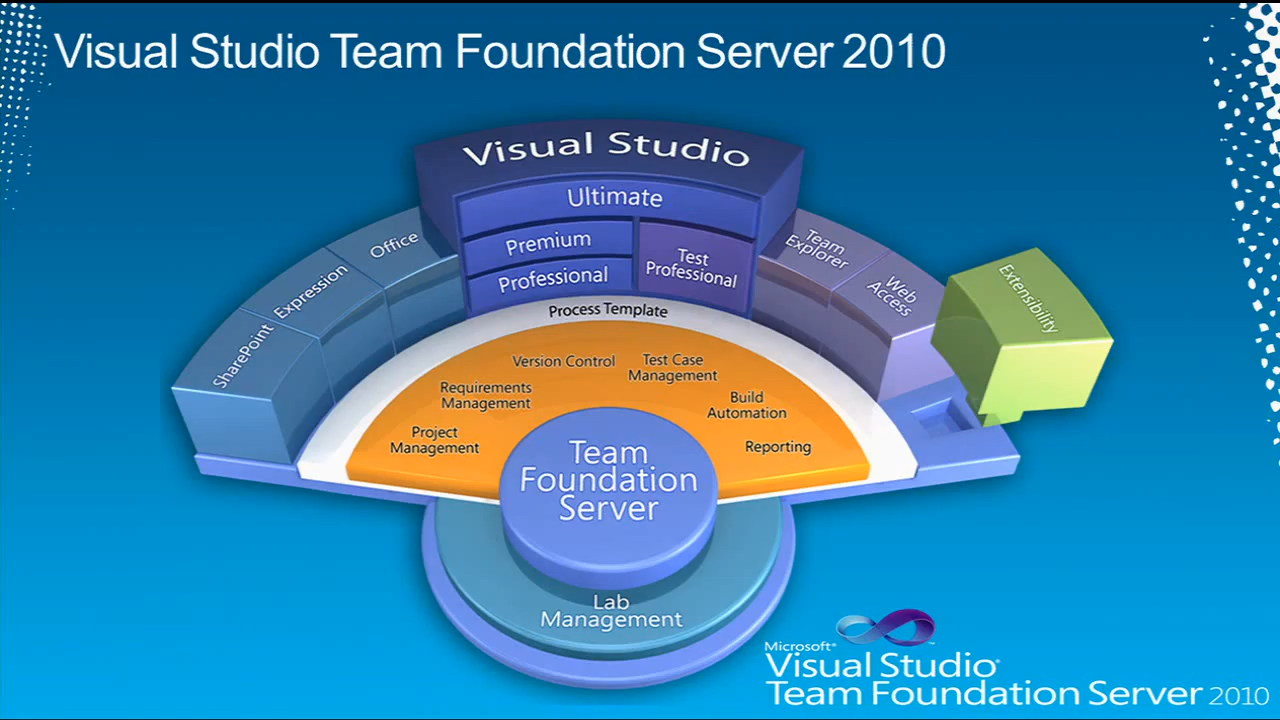 Visual Studio Team Foundation Server 2010
Visual Studio
Ultimate
Premium
Professional
Test
Professional
Office
Expression
SharePoint
Team
Explorer
Web
Access
Extensibility
Process Template
Version Control
Test Case
Management
Requirements
Management
Build
Automation
Project
Management
Reporting
Team
Foundation
Server
Lab
Management
Microsoft®
Visual Studio®
Team Foundation Server 2010